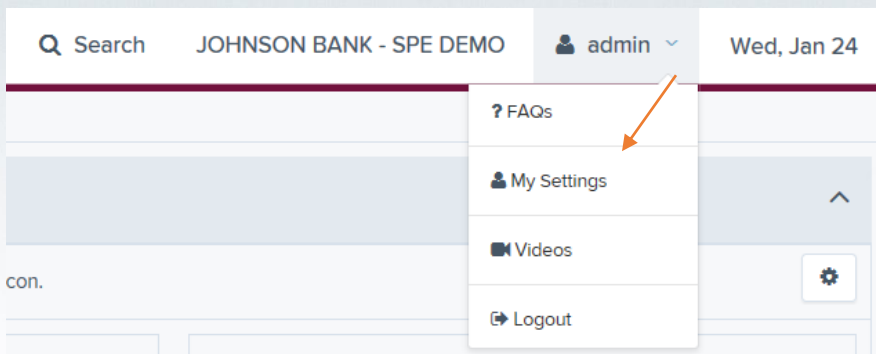 Search JOHNSON BANK - SPE DEMO admin Wed, Jan 24
? FAQs
My Settings
Videos
con.
Logout